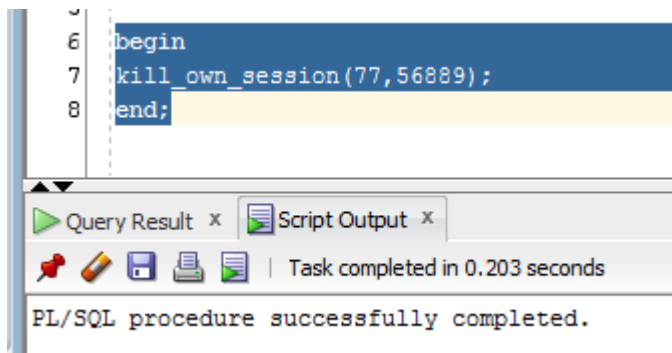 6 begin
7 kill_own_session(77,56889);
8 end;
Query Result x Script Output x
Task completed in 0.203 seconds
PL/SQL procedure successfully completed.